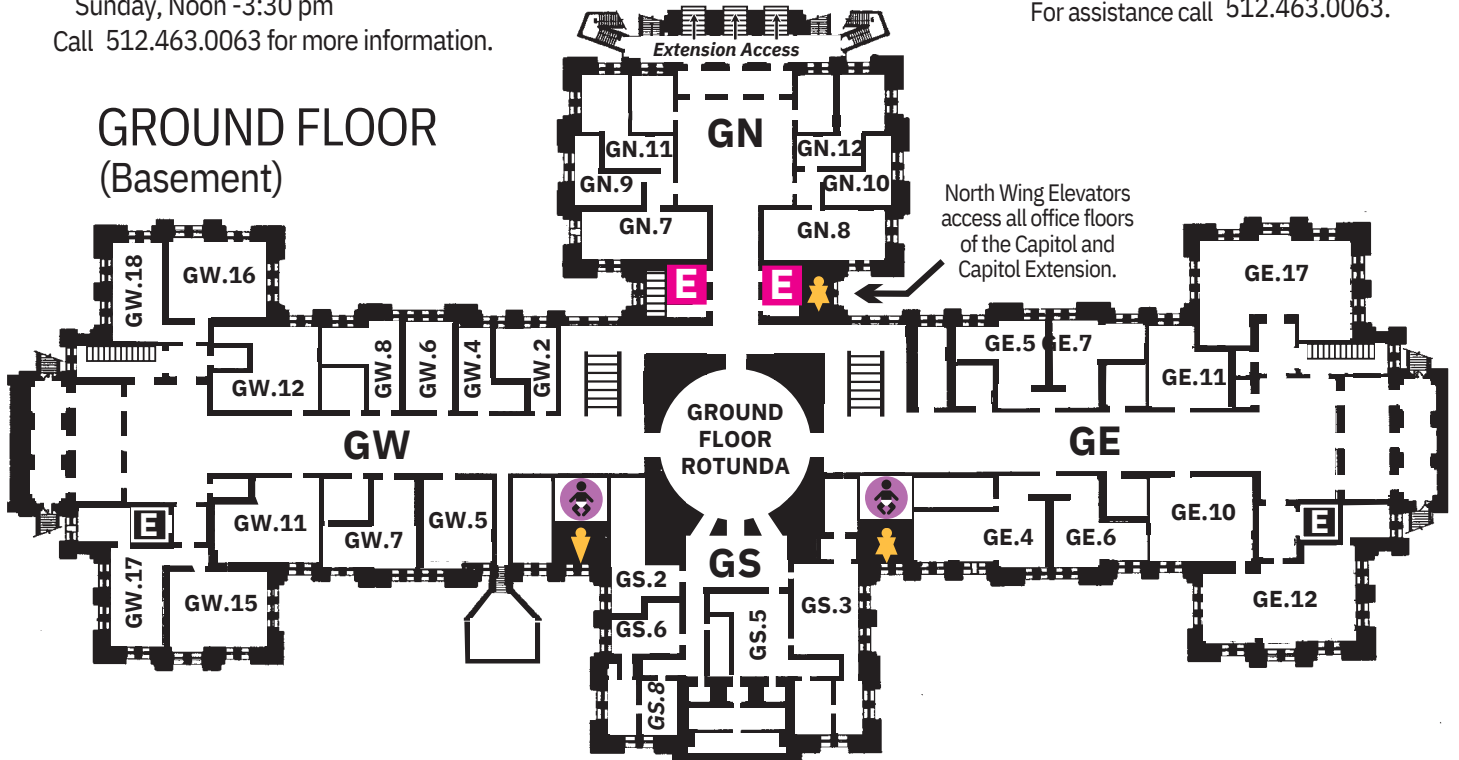 Sunday, Noon -3:30 pm
Call 512.463.0063 for more information.
For assistance call 512.463.0063.
GROUND FLOOR
(Basement)
Extension Access
GN
GN.11
GN.12
GN.9
GN.10
GN.7
GN.8
E
E
North Wing Elevators
access all office floors
of the Capitol and
Capitol Extension.
GW.18
GW.16
GW.12
GW.8
GW.6
GW.4
GW.2
GE.5
GE.7
GE.11
GE.17
GW
GROUND
FLOOR
ROTUNDA
GE
E
GW.11
GW.7
GW.5
GW.17
GW.15
GS
GS.2
GS.6
GS.8
GS.5
GS.3
GE.4
GE.6
GE.10
E
GE.12